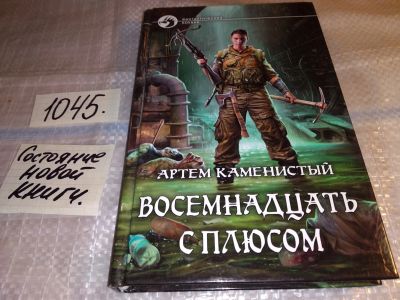 1045.
Состояние
новой
книги.
АРТЕМ КАМЕНИСТЫЙ
ВОСЕМНАДЦАТЬ
С ПЛЮСОМ